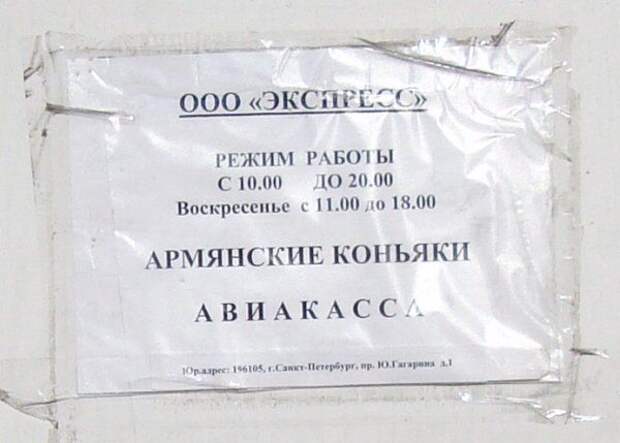 ООО «ЭКСПРЕСС»
РЕЖИМ РАБОТЫ
С 10.00 ДО 20.00
Воскресенье с 11.00 до 18.00
АРМЯНСКИЕ КОНЬЯКИ
АВИАКАССА
Юр.адрес: 196105, г.Санкт-Петербург, пр. Ю.Гагарина д.1